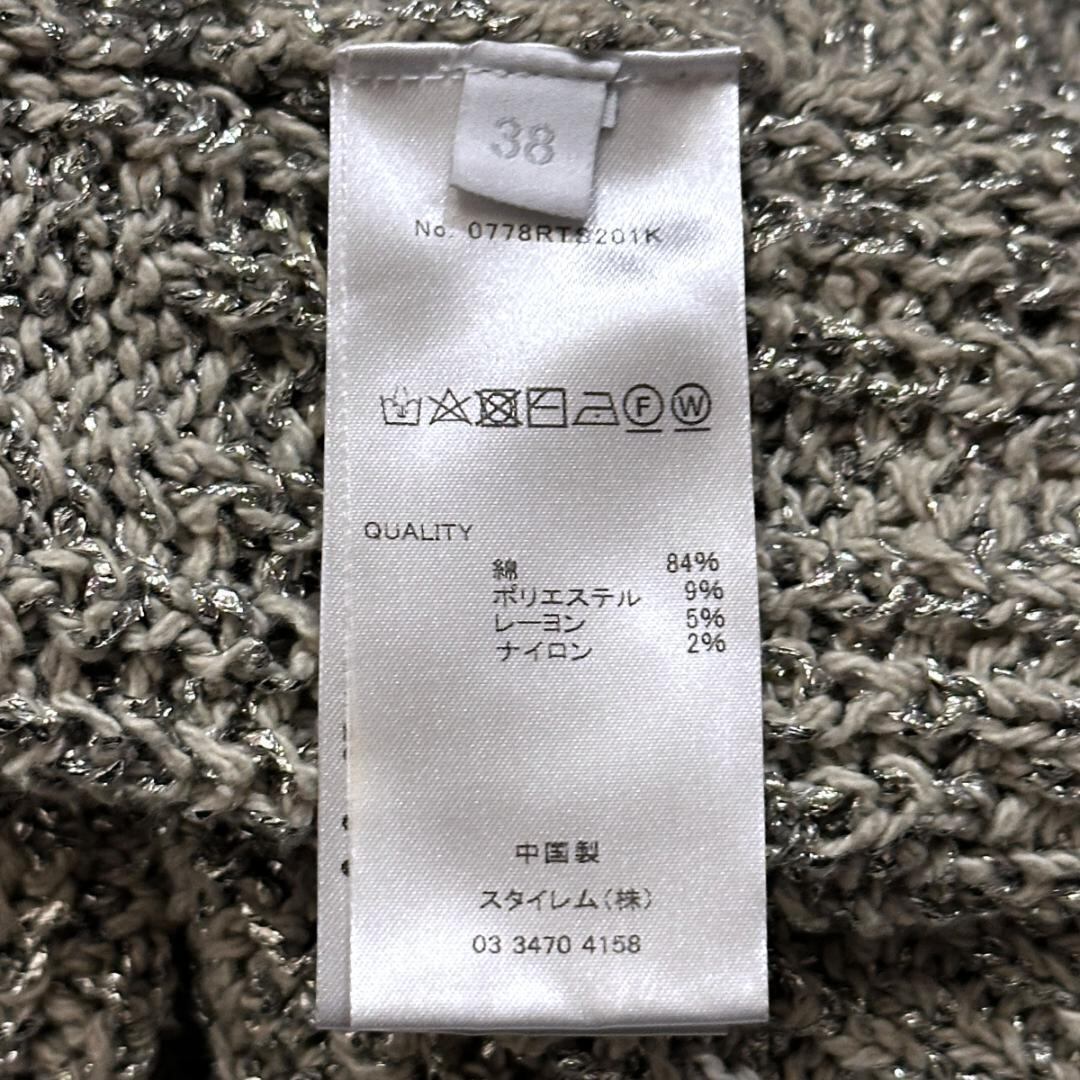 38
No. 0778RTS201K
F W
QUALITY
綿 84%
ポリエステル 9%
レーヨン 5%
ナイロン 2%
中国製
スタイレム(株)
03 3470 4158